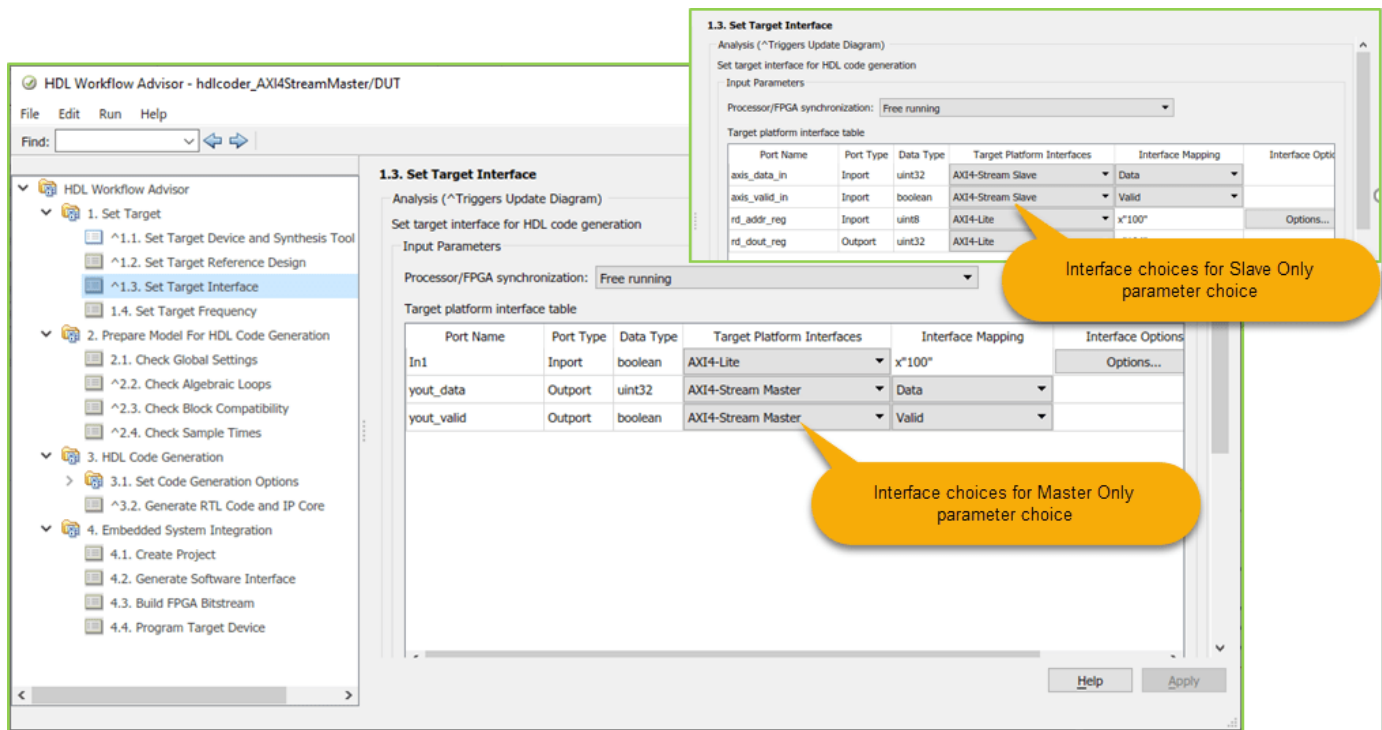 HDL Workflow Advisor - hdlcoder_AXI4StreamMaster/DUT
File Edit Run Help
Find:
HDL Workflow Advisor
1. Set Target
^1.1. Set Target Device and Synthesis Tool
^1.2. Set Target Reference Design
^1.3. Set Target Interface
1.4. Set Target Frequency
2. Prepare Model For HDL Code Generation
2.1. Check Global Settings
^2.2. Check Algebraic Loops
^2.3. Check Block Compatibility
^2.4. Check Sample Times
3. HDL Code Generation
3.1. Set Code Generation Options
^3.2. Generate RTL Code and IP Core
4. Embedded System Integration
4.1. Create Project
4.2. Generate Software Interface
4.3. Build FPGA Bitstream
4.4. Program Target Device
1.3. Set Target Interface
Analysis (^Triggers Update Diagram)
Set target interface for HDL code generation
Input Parameters
Processor/FPGA synchronization: Free running
Target platform interface table
Port Name Port Type Data Type Target Platform Interfaces Interface Mapping Interface Options
In1 Inport boolean AXI4-Lite x"100" Options...
yout_data Outport uint32 AXI4-Stream Master Data
yout_valid Outport boolean AXI4-Stream Master Valid
Interface choices for Master Only
parameter choice
Help Apply
1.3. Set Target Interface
Analysis (^Triggers Update Diagram)
Set target interface for HDL code generation
Input Parameters
Processor/FPGA synchronization: Free running
Target platform interface table
Port Name Port Type Data Type Target Platform Interfaces Interface Mapping Interface Optic
axis_data_in Inport uint32 AXI4-Stream Slave Data
axis_valid_in Inport boolean AXI4-Stream Slave Valid
rd_addr_reg Inport uint8 AXI4-Lite x"100" Options...
rd_dout_reg Outport uint32 AXI4-Lite
Interface choices for Slave Only
parameter choice